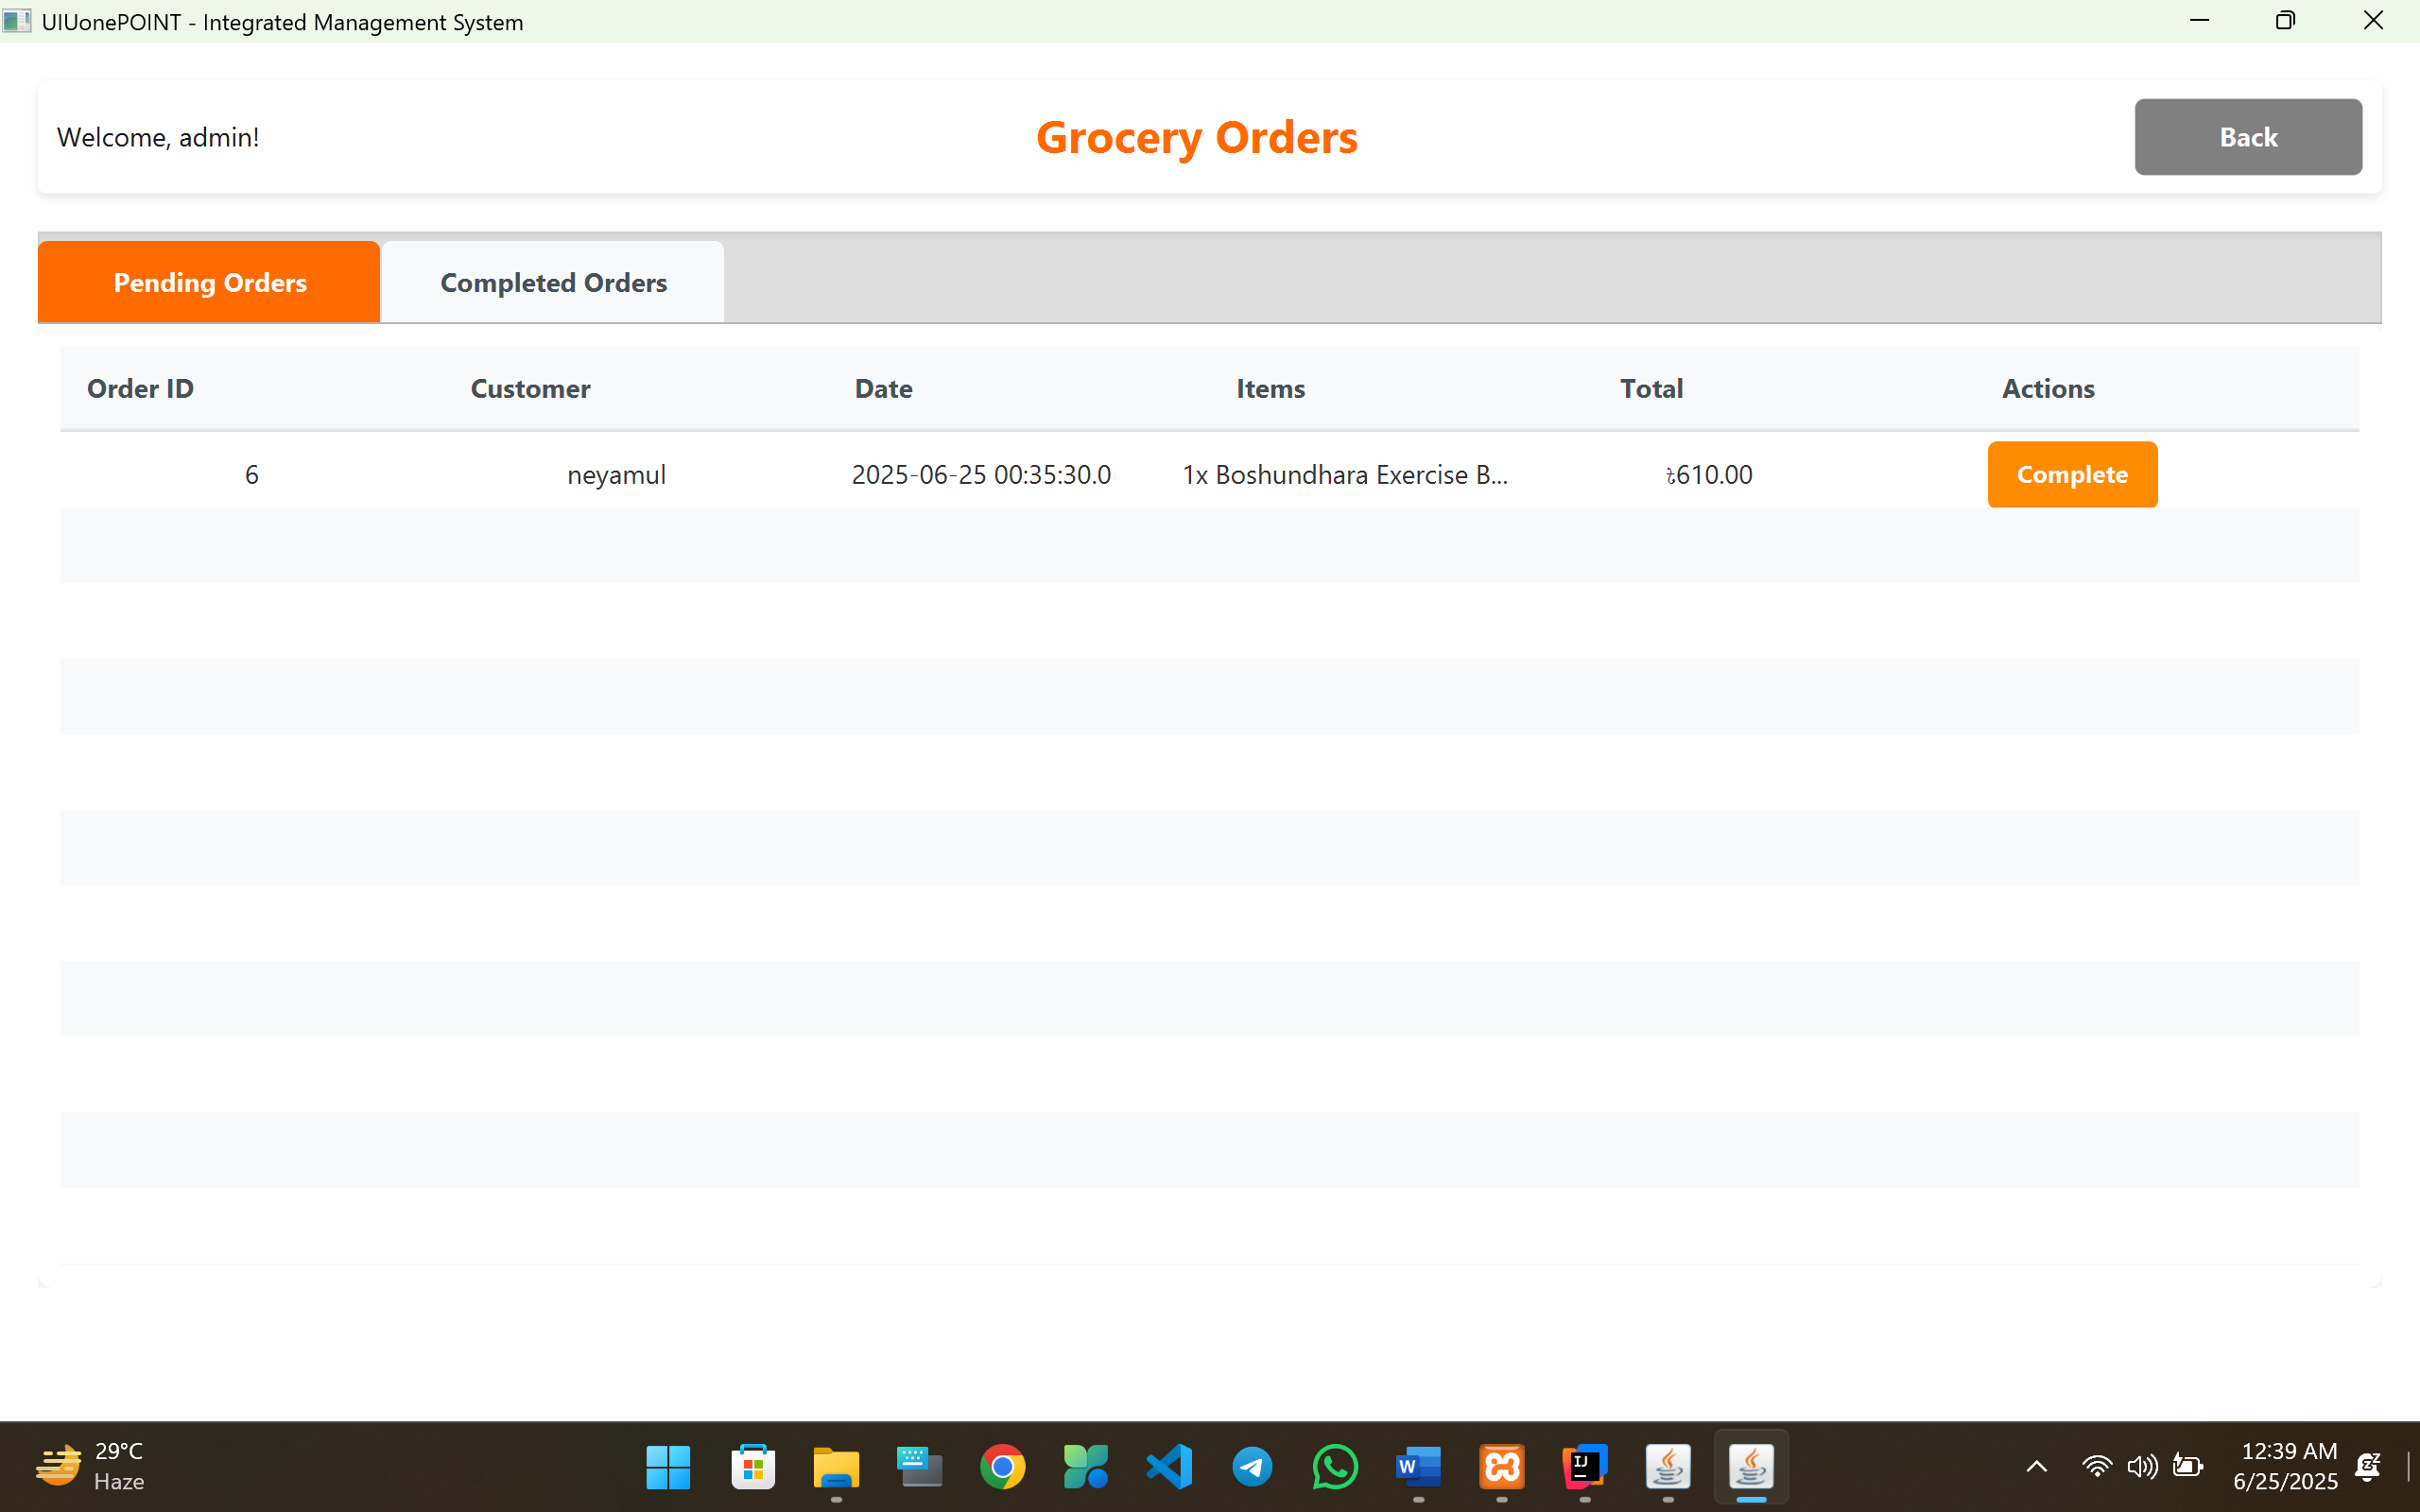 UIUonePOINT - Integrated Management System
Welcome, admin!
Grocery Orders
Back
Pending Orders
Completed Orders
Order ID
Customer
Date
Items
Total
Actions
6
neyamul
2025-06-25 00:35:30.0
1x Boshundhara Exercise B...
৳610.00
Complete
29°C
Haze
W
IJ
12:39 AM
6/25/2025